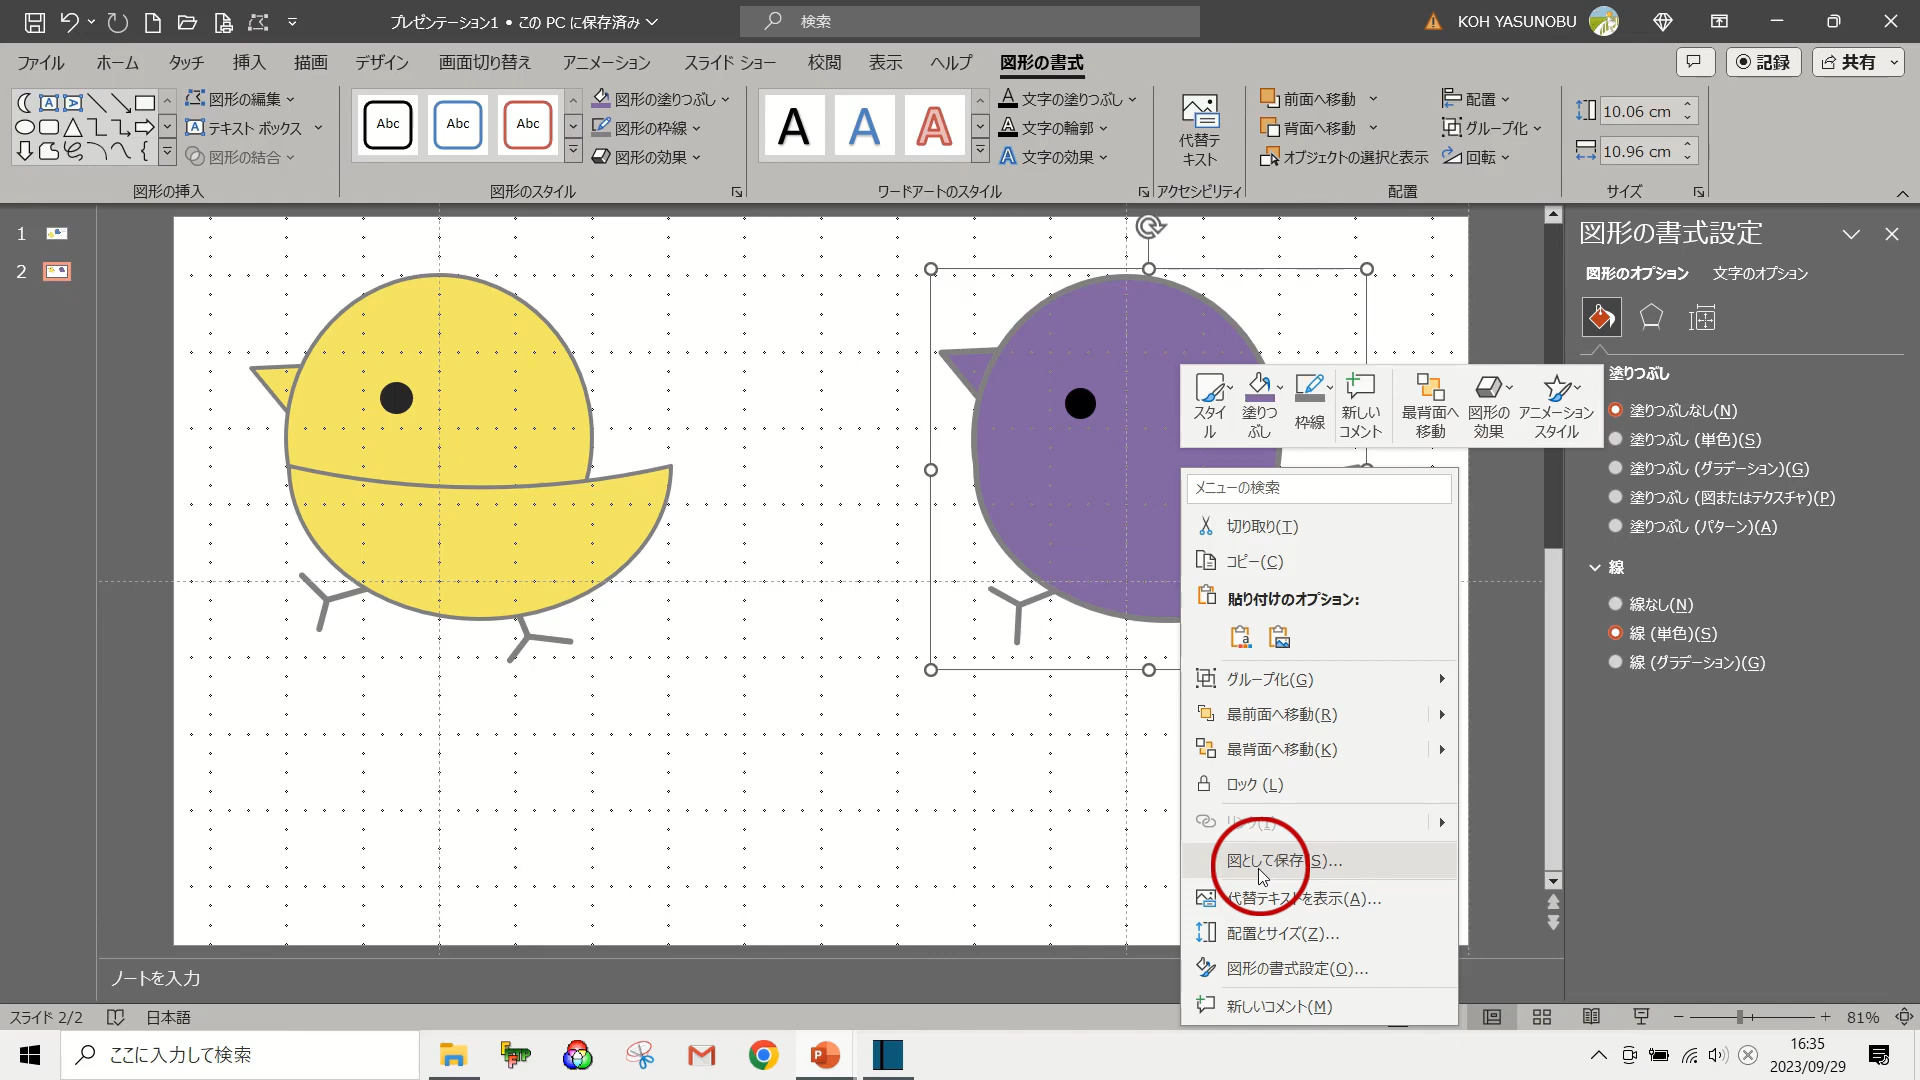 プレゼンテーション1 • この PC に保存済み
検索
KOH YASUNOBU
ファイル
ホーム
タッチ
挿入
描画
デザイン
画面切り替え
アニメーション
スライド ショー
校閲
表示
ヘルプ
図形の書式
記録
共有
図形の編集
テキスト ボックス
図形の結合
図形の挿入
Abc
Abc
Abc
図形の塗りつぶし
図形の枠線
図形の効果
図形のスタイル
A
A
A
文字の塗りつぶし
文字の輪郭
文字の効果
ワードアートのスタイル
代替テ
キスト
アクセシビリティ
前面へ移動
背面へ移動
オブジェクトの選択と表示
配置
グループ化
回転
配置
10.06 cm
10.96 cm
サイズ
1
2
図形の書式設定
図形のオプション
文字のオプション
塗りつぶし
塗りつぶしなし(N)
塗りつぶし (単色)(S)
塗りつぶし (グラデーション)(G)
塗りつぶし (図またはテクスチャ)(P)
塗りつぶし (パターン)(A)
線
線なし(N)
線 (単色)(S)
線 (グラデーション)(G)
スタイ
ル
塗りつ
ぶし
枠線
新しい
コメント
最背面へ
移動
図形の
効果
アニメーション
スタイル
メニューの検索
切り取り(T)
コピー(C)
貼り付けのオプション:
グループ化(G)
最前面へ移動(R)
最背面へ移動(K)
ロック (L)
リンク(I)
図として保存(S)...
代替テキストを表示(A)...
配置とサイズ(Z)...
図形の書式設定(O)...
新しいコメント(M)
ノートを入力
スライド 2/2
日本語
81%
ここに入力して検索
16:35
2023/09/29